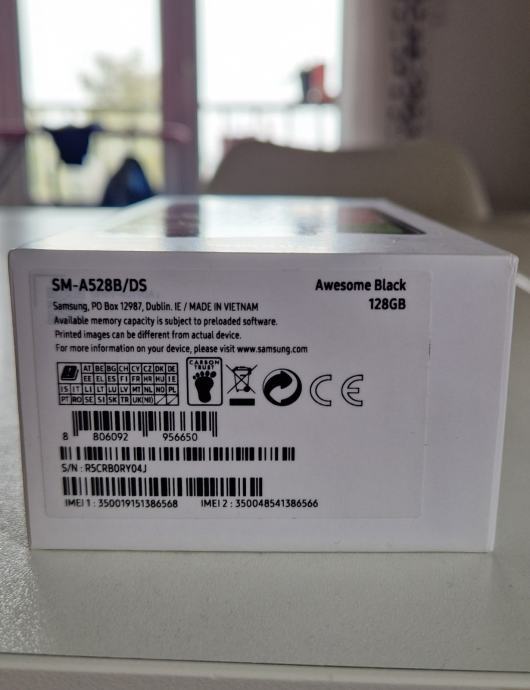 SM-A528B/DS
Awesome Black
128GB
Samsung, PO Box 12987, Dublin. IE / MADE IN VIETNAM
Available memory capacity is subject to preloaded software.
Printed images can be different from actual device.
For more information on your device, please visit www.samsung.com
AT BE BG CH CY CZ DK DE
EE EL ES FI FR HR HU IE
IS IT LI LT LU LV MT NL NO PL
PT RO SE SI SK TR UK(NI)
CARBON
TRUST
CE
8 806092 956650
S/N : R5CRB0RY04J
IMEI 1 : 350019151386568 IMEI 2 : 350048541386566